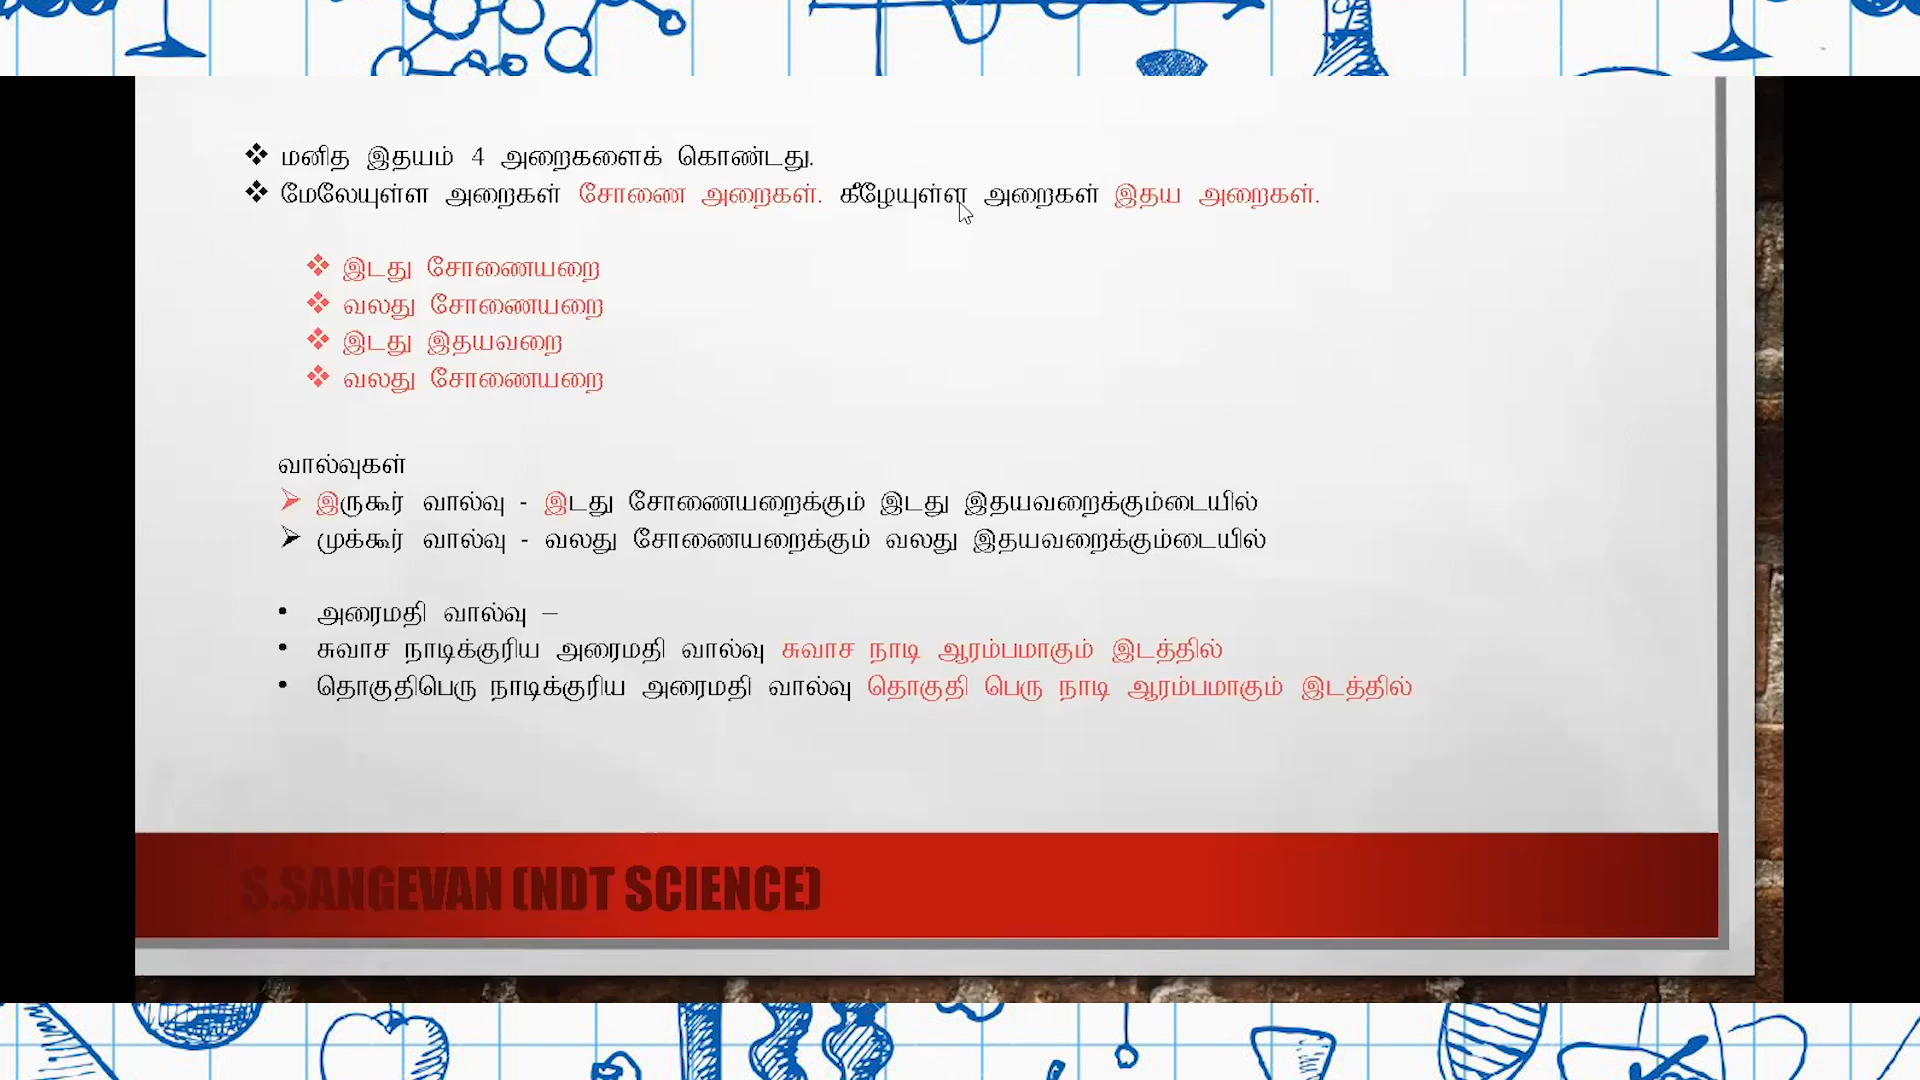 மனித இதயம் 4 அறைகளைக் கொண்டது.
மேலேயுள்ள அறைகள் சோணை அறைகள். கீழேயுள்ள அறைகள் இதய அறைகள்.
இடது சோணையறை
வலது சோணையறை
இடது இதயவறை
வலது சோணையறை
வால்வுகள்
இருகூர் வால்வு - இடது சோணையறைக்கும் இடது இதயவறைக்கும்டையில்
முக்கூர் வால்வு - வலது சோணையறைக்கும் வலது இதயவறைக்கும்டையில்
அரைமதி வால்வு –
சுவாச நாடிக்குரிய அரைமதி வால்வு சுவாச நாடி ஆரம்பமாகும் இடத்தில்
தொகுதிபெரு நாடிக்குரிய அரைமதி வால்வு தொகுதி பெரு நாடி ஆரம்பமாகும் இடத்தில்
S.SANGEVAN (NDT SCIENCE)